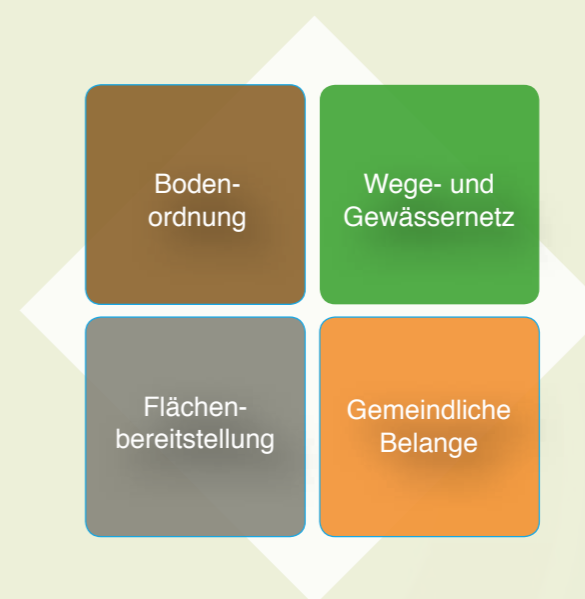 Boden-
ordnung
Wege- und
Gewässernetz
Flächen-
bereitstellung
Gemeindliche
Belange